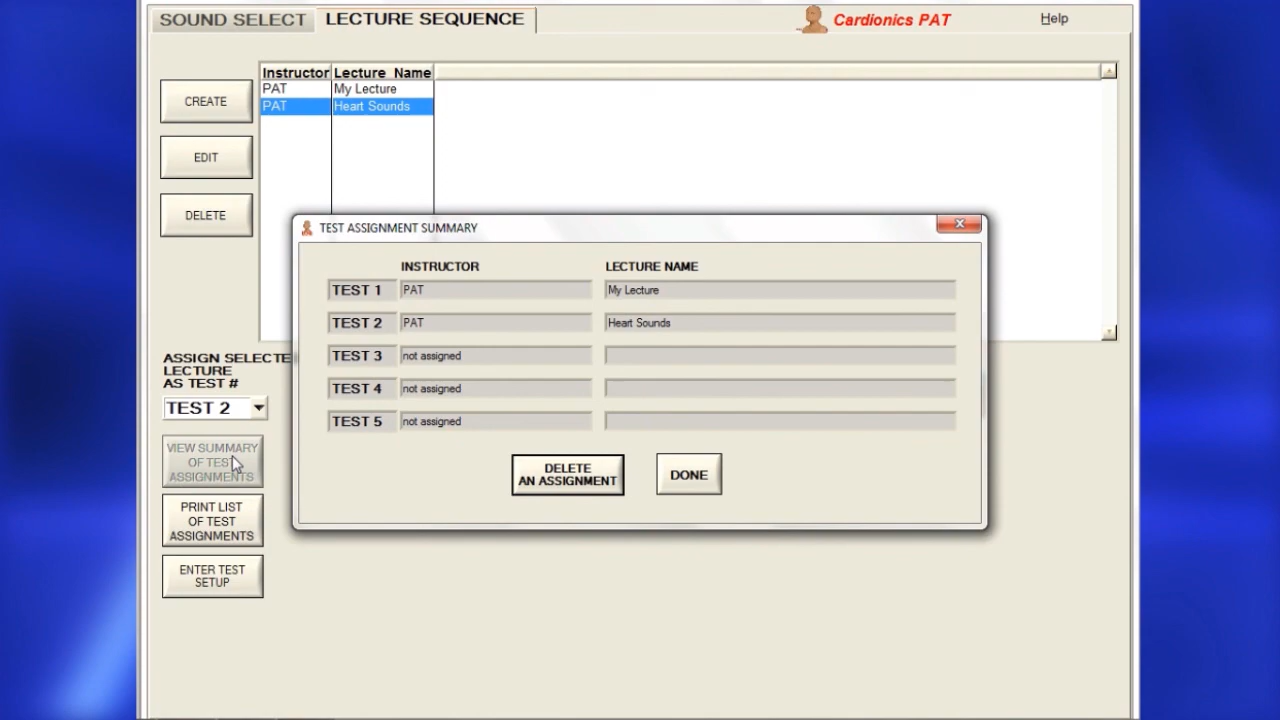 SOUND SELECT LECTURE SEQUENCE Cardionics PAT Help
Instructor Lecture Name
PAT My Lecture
PAT Heart Sounds
CREATE
EDIT
DELETE
TEST ASSIGNMENT SUMMARY
INSTRUCTOR LECTURE NAME
TEST 1 PAT My Lecture
TEST 2 PAT Heart Sounds
TEST 3 not assigned
TEST 4 not assigned
TEST 5 not assigned
DELETE
AN ASSIGNMENT
DONE
ASSIGN SELECTE
LECTURE
AS TEST #
TEST 2
VIEW SUMMARY
OF TEST
ASSIGNMENTS
PRINT LIST
OF TEST
ASSIGNMENTS
ENTER TEST
SETUP